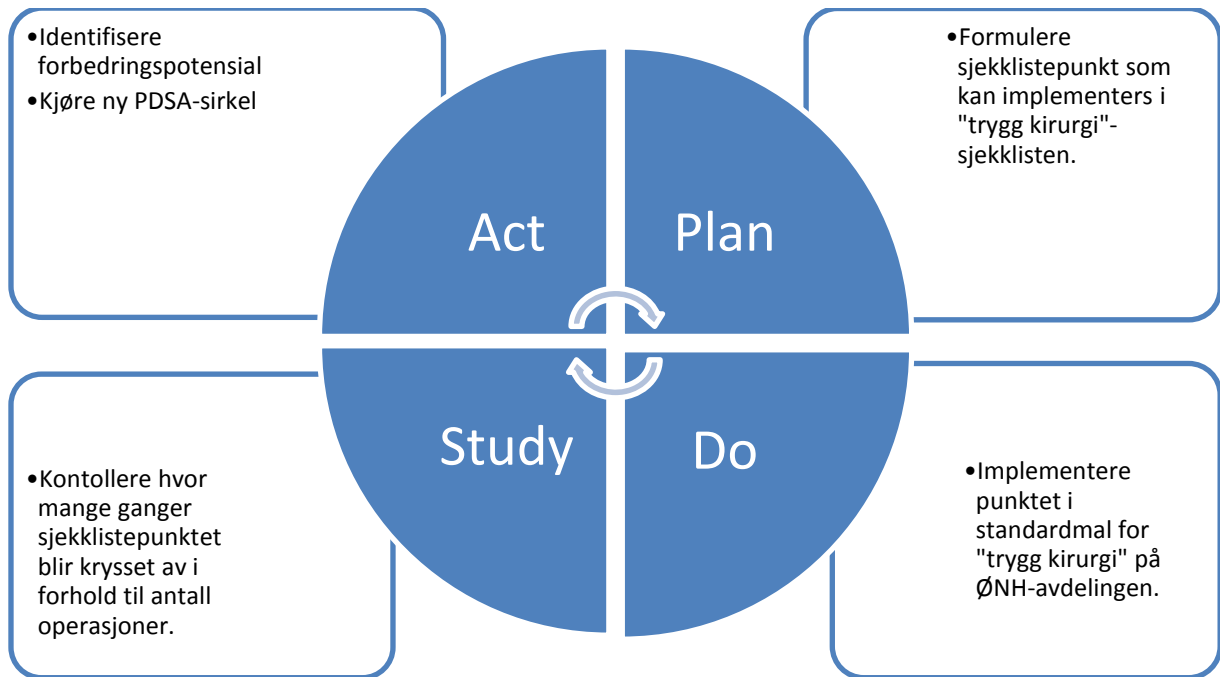 •Identifisere
forbedringspotensial
•Kjøre ny PDSA-sirkel
•Formulere
sjekklistepunkt som
kan implementers i
"trygg kirurgi"-
sjekklisten.
Act
Plan
Study
Do
•Kontollere hvor
mange ganger
sjekklistepunktet
blir krysset av i
forhold til antall
operasjoner.
•Implementere
punktet i
standardmal for
"trygg kirurgi" på
ØNH-avdelingen.